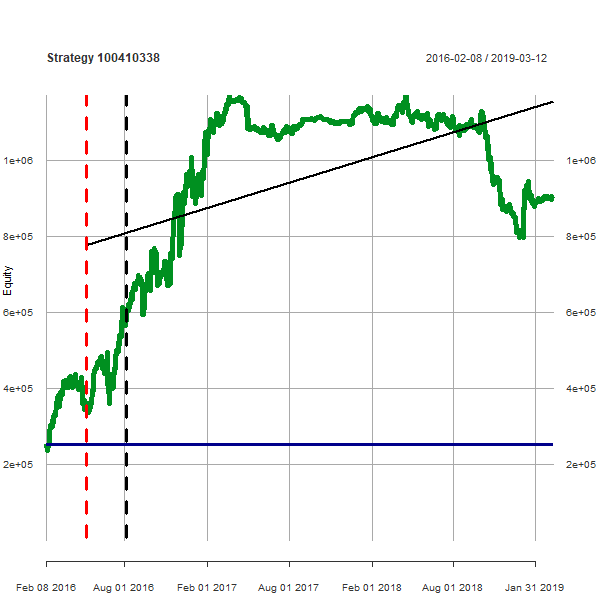 Strategy 100410338
2016-02-08 / 2019-03-12
1e+06
1e+06
8e+05
8e+05
Equity
6e+05
6e+05
4e+05
4e+05
2e+05
2e+05
Feb 08 2016
Aug 01 2016
Feb 01 2017
Aug 01 2017
Feb 01 2018
Aug 01 2018
Jan 31 2019